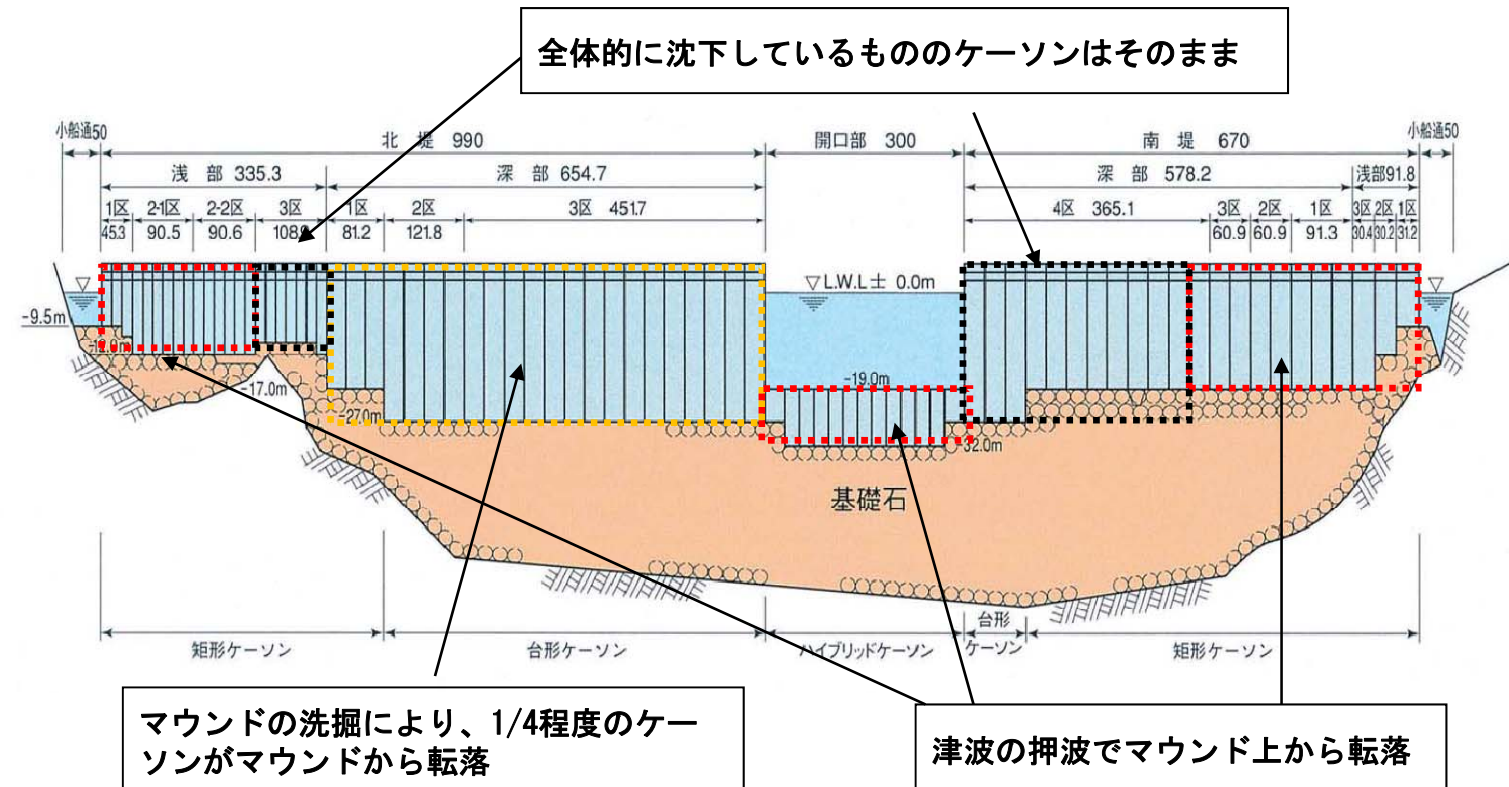 全体的に沈下しているもののケーソンはそのまま
小船通50
北 堤 990
開口部 300
南 堤 670
小船通50
浅 部 335.3
深 部 654.7
深 部 578.2
浅部91.8
1区
2-1区
2-2区
3区
1区
2区
3区 451.7
4区 365.1
3区
2区
1区
3区
2区
1区
45.3
90.5
90.6
81.2
121.8
60.9
60.9
91.3
30.4
30.2
31.2
▽L.W.L± 0.0m
-9.5m
-19.0m
-17.0m
-27.0m
-32.0m
基礎石
矩形ケーソン
台形ケーソン
ハイブリッドケーソン
台形
ケーソン
矩形ケーソン
マウンドの洗掘により、1/4程度のケー
ソンがマウンドから転落
津波の押波でマウンド上から転落